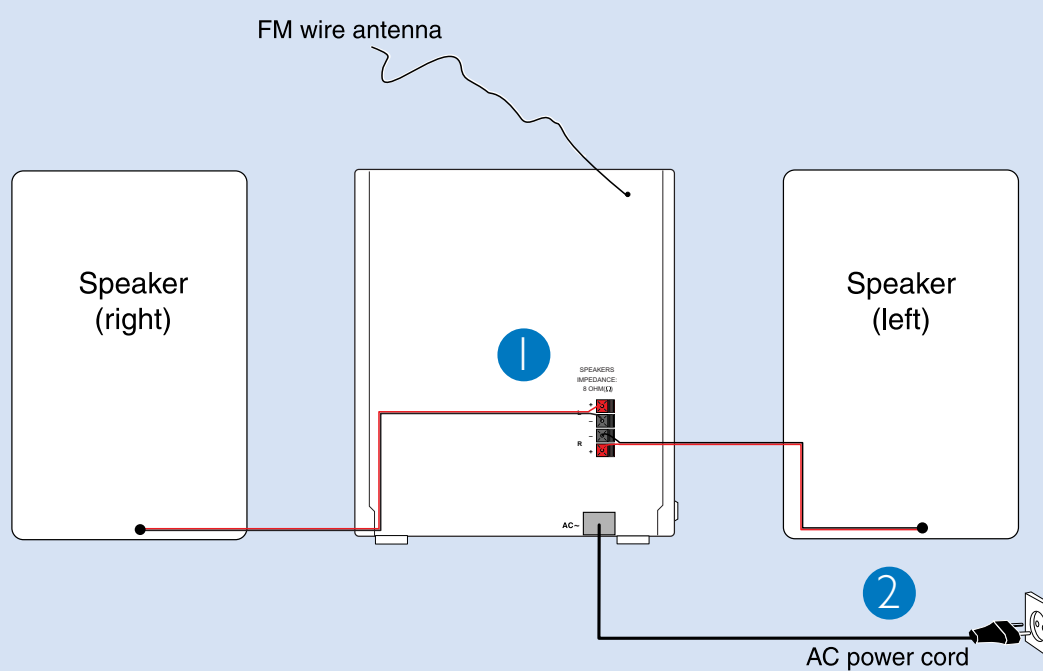 FM wire antenna
Speaker
(right)
Speaker
(left)
1
SPEAKERS
IMPEDANCE:
8 OHM(Ω)
+
L
–
–
R
+
AC~
2
AC power cord